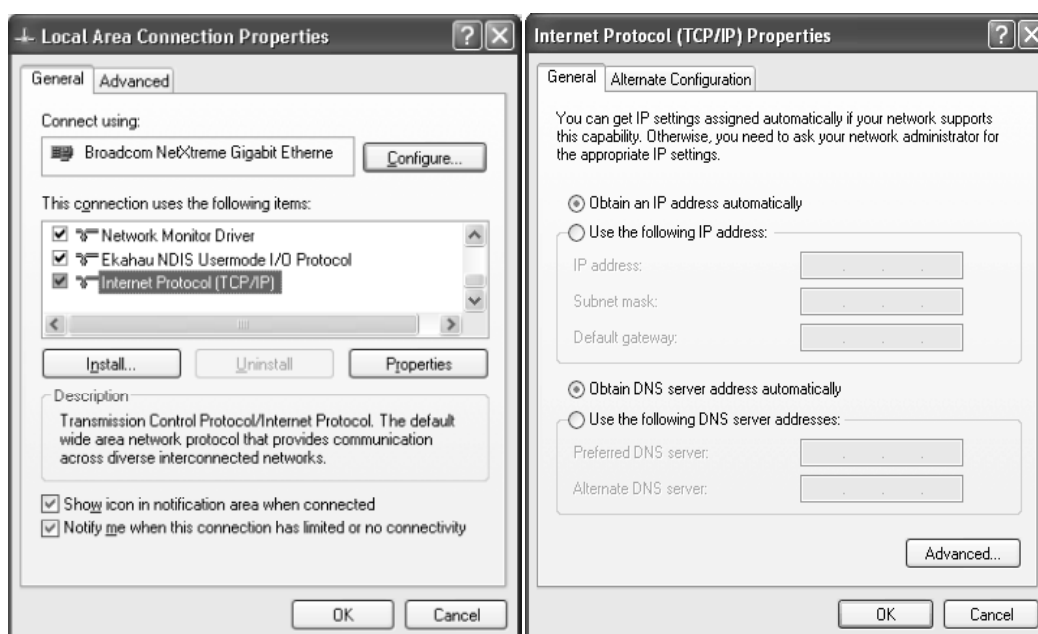 Local Area Connection Properties
General Advanced
Connect using:
Broadcom NetXtreme Gigabit Etherne Configure...
This connection uses the following items:
Network Monitor Driver
Ekahau NDIS Usermode I/O Protocol
Internet Protocol (TCP/IP)
Install... Uninstall Properties
Description
Transmission Control Protocol/Internet Protocol. The default
wide area network protocol that provides communication
across diverse interconnected networks.
Show icon in notification area when connected
Notify me when this connection has limited or no connectivity
OK Cancel
Internet Protocol (TCP/IP) Properties
General Alternate Configuration
You can get IP settings assigned automatically if your network supports
this capability. Otherwise, you need to ask your network administrator for
the appropriate IP settings.
Obtain an IP address automatically
Use the following IP address:
IP address:
Subnet mask:
Default gateway:
Obtain DNS server address automatically
Use the following DNS server addresses:
Preferred DNS server:
Alternate DNS server:
Advanced...
OK Cancel